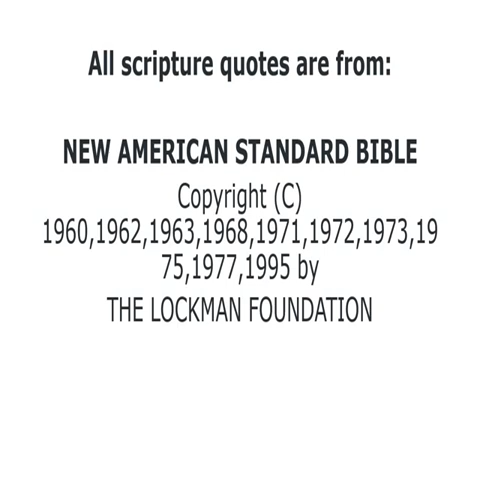 All scripture quotes are from:
NEW AMERICAN STANDARD BIBLE
Copyright (C)
1960,1962,1963,1968,1971,1972,1973,19
75,1977,1995 by
THE LOCKMAN FOUNDATION